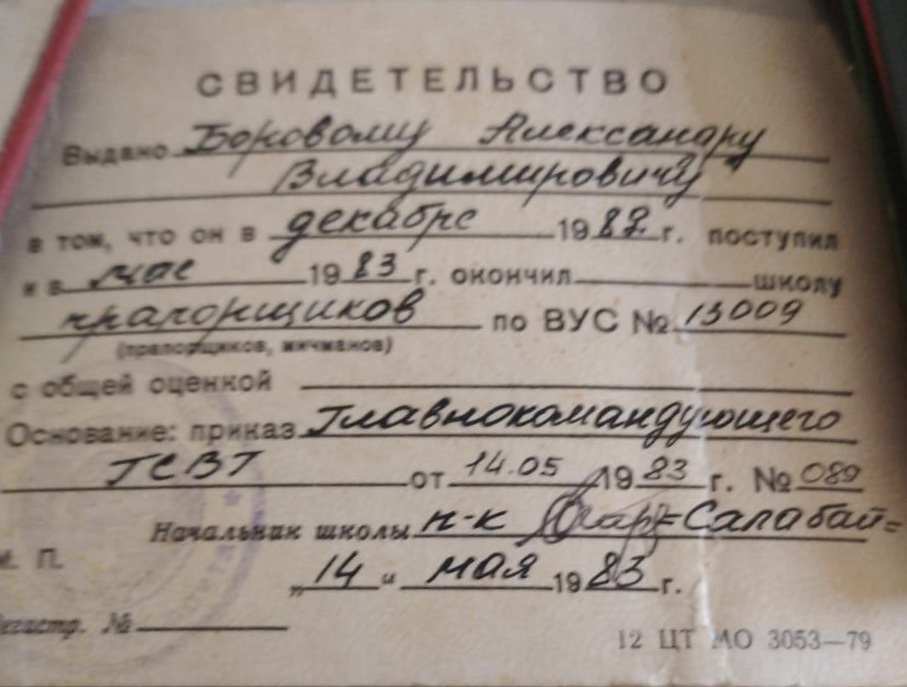 СВИДЕТЕЛЬСТВО
Выдано Боровому Александру
Владимировичу
в том, что он в декабре 1982 г. поступил
и в мае 1983 г. окончил школу
прапорщиков по ВУС № 13009
(прапорщиков, мичманов)
с общей оценкой
Основание: приказ Главнокомандующего
ГСВГ от 14.05 1983 г. № 089
Начальник школы п-к =Салабай=
М. П.
„14" мая 1983 г.
Регистр. №
12 ЦТ МО 3053—79